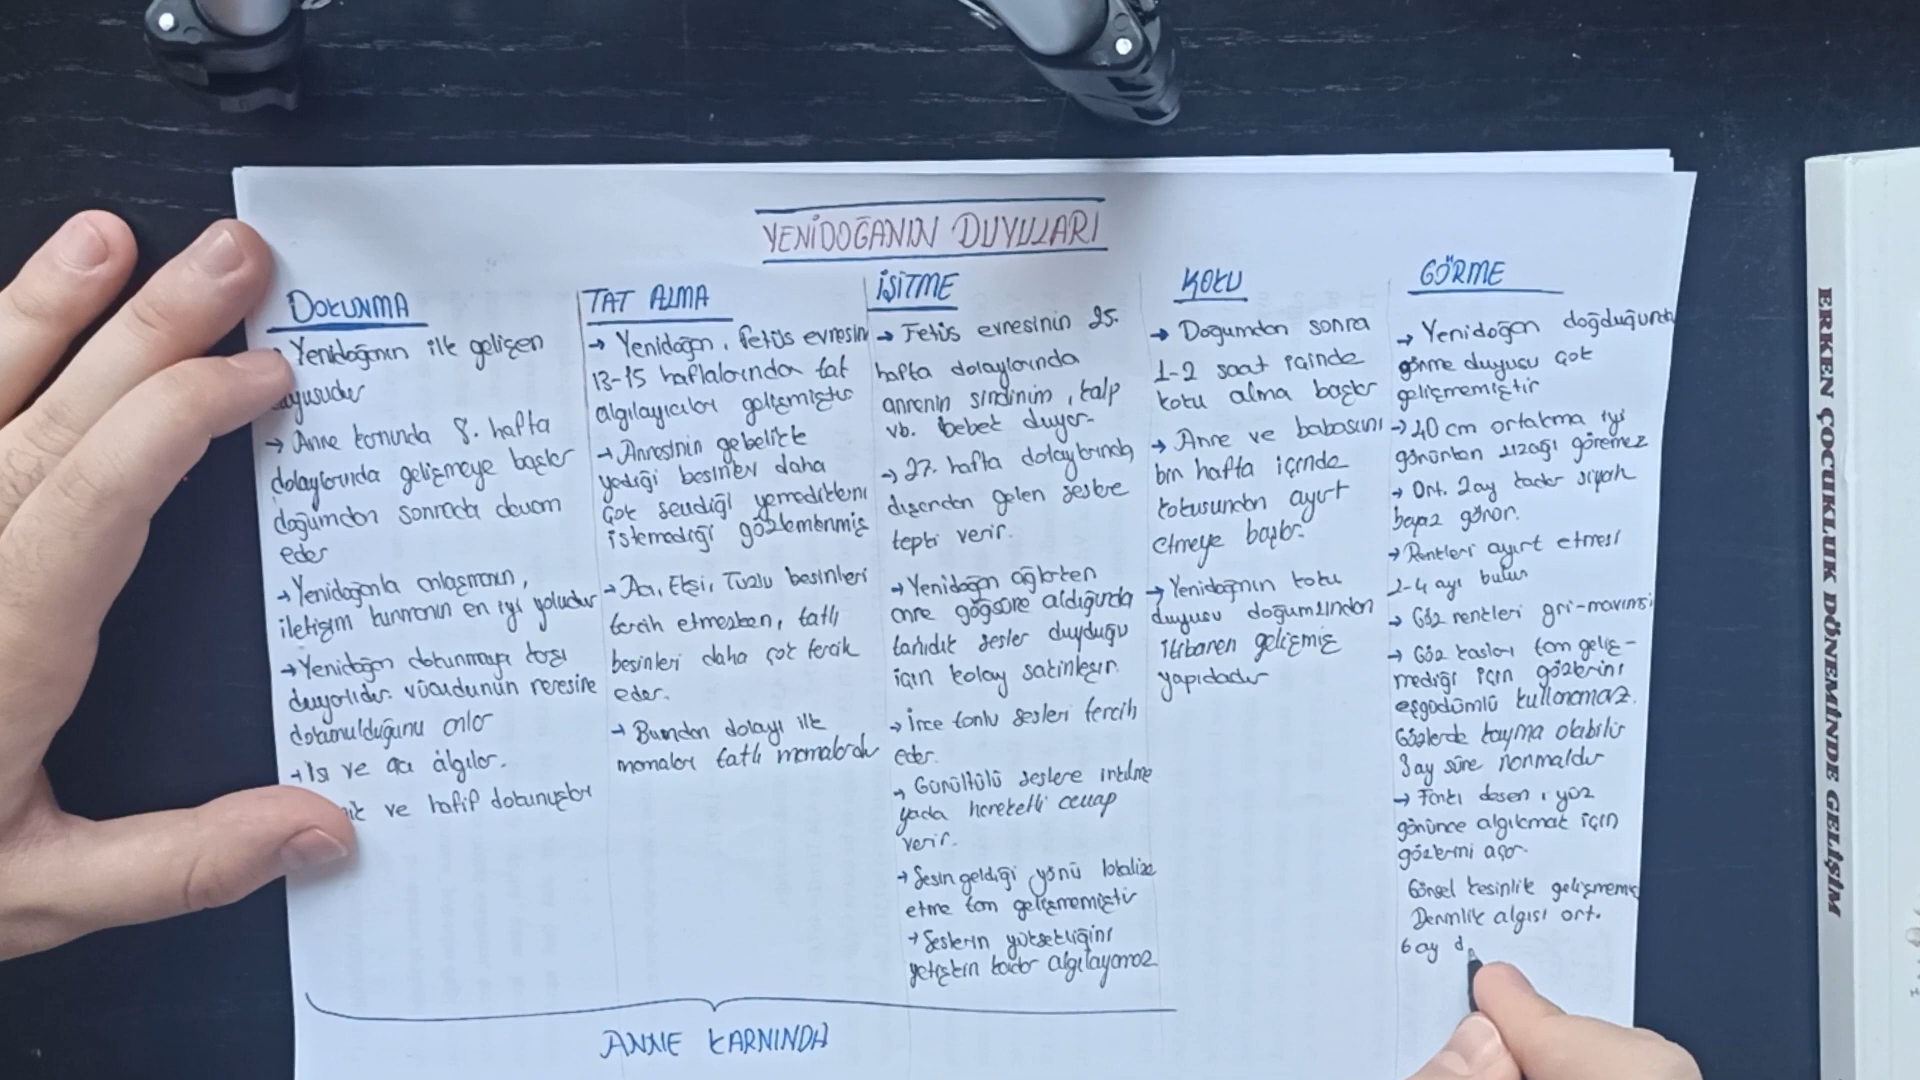 YENİDOĞANIN DUYULARI
DOKUNMA
Yenidoğanın ilk gelişen
duyusudur
→ Anne karnında 8. hafta
dolaylarında gelişmeye başlar
doğumdan sonrada devam
eder
→ Yenidoğanla anlaşmanın,
iletişim kurmanın en iyi yoludur
→ Yenidoğan dokunmaya karşı
duyarlıdır. vücudunun neresine
dokunulduğunu anlar
→ Isı ve acı algılar.
ve hafif dokunuşlar
TAT ALMA
→ Yenidoğan, fetüs evresin
13-15 haftalarında tat
algılayıcılar gelişmiştir
→ Annesinin gebelikte
yediği besinler daha
çok sevdiği yemediklerini
istemediği gözlemlenmiş
→ Acı, Ekşi, Tuzlu besinleri
tercih etmezken, tatlı
besinleri daha çok tercih
eder.
→ Bundan dolayı ilk
mamaları tatlı mamalardır
İŞİTME
→ Fetüs evresinin 25.
hafta dolaylarında
annenin sindirim, kalp
vb. bebek duyar-
→ 27. hafta dolaylarında
dışardan gelen seslere
tepki verir.
→ Yenidoğan ağlarken
anne göğsüne aldığında
tanıdık sesler duyduğu
için kolay sakinleşir.
→ İnce tonlu sesleri tercih
eder.
→ Gürültülü seslere irkilme
yada hareketli cevap
verir.
→ Sesin geldiği yönü lokalize
etme tam gelişmemiştir
→ Seslerin yüksekliğini
yetişkin kadar algılayamaz
KOKU
→ Doğumdan sonra
1-2 saat içinde
koku alma başlar
→ Anne ve babasını
bir hafta içinde
kokusundan ayırt
etmeye başlar.
→ Yenidoğanın koku
duyusu doğumundan
itibaren gelişmiş
yapıdadır
GÖRME
→ Yenidoğan doğduğunda
görme duyusu çok
gelişmemiştir
→ 20 cm ortalama iyi
görürken uzağı göremez
→ Ort. 2 ay kadar siyah
beyaz görür.
→ Renkleri ayırt etmesi
2-4 ayı bulur
→ Göz renkleri gri-mavimsi
→ Göz kasları tam geliş-
mediği için gözlerini
eşgüdümlü kullanamaz.
Gözlerde kayma olabilir
3 ay süre normaldir
→ Farklı desen, yüz
görünce algılamak için
gözlerini açar.
Görsel keskinlik gelişmemiş
Derinlik algısı ort.
6 ay d
ANNE KARNINDA
ERKEN ÇOCUKLUK DÖNEMİNDE GELİŞİM